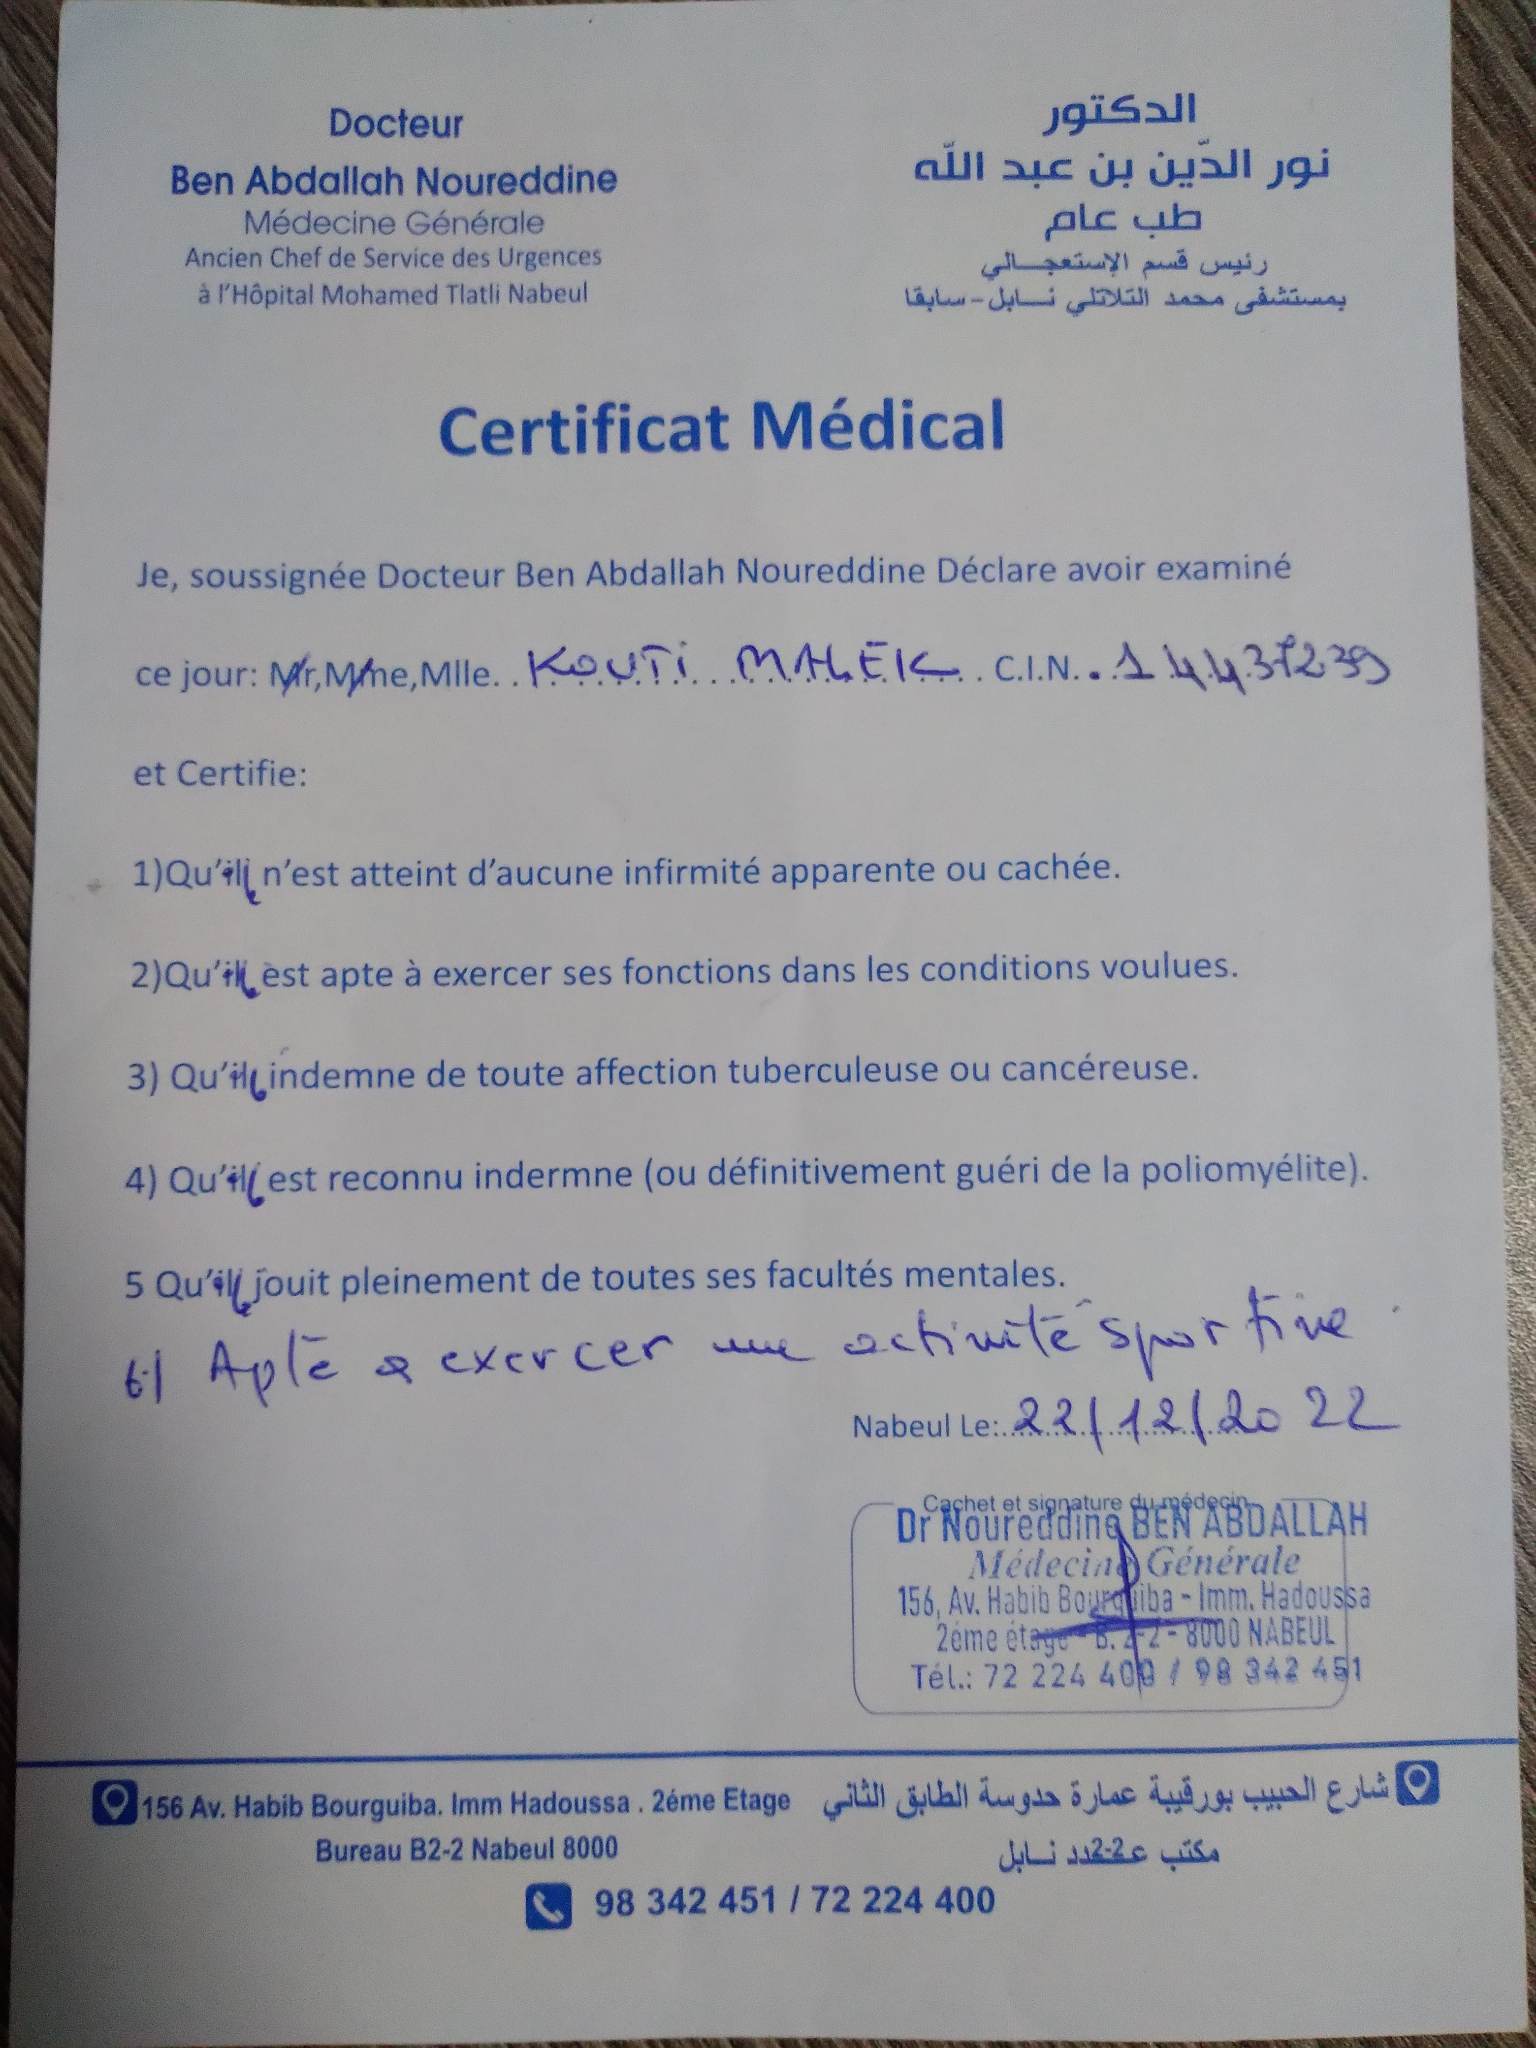 Docteur
Ben Abdallah Noureddine
Médecine Générale
Ancien Chef de Service des Urgences
à l'Hôpital Mohamed Tlatli Nabeul
الدكتور
نور الدّين بن عبد اللّه
طب عام
رئيس قسم الإستعجالي
بمستشفى محمد التلاتلي نابل - سابقا
Certificat Médical
Je, soussignée Docteur Ben Abdallah Noureddine Déclare avoir examiné
ce jour: Mr,Mme,Mlle. KOUTI MALEK C.I.N. 14437239
et Certifie:
1)Qu'il n'est atteint d'aucune infirmité apparente ou cachée.
2)Qu'il est apte à exercer ses fonctions dans les conditions voulues.
3) Qu'il indemne de toute affection tuberculeuse ou cancéreuse.
4) Qu'il est reconnu indermne (ou définitivement guéri de la poliomyélite).
5 Qu'il jouit pleinement de toutes ses facultés mentales.
6-) Apte a exercer une activité sportive
Nabeul Le: 22/12/2022
Cachet et signature du médecin
Dr Noureddine BEN ABDALLAH
Médecine Générale
156, Av. Habib Bourguiba - Imm. Hadoussa
2éme étage - B. 2-2 - 8000 NABEUL
Tél.: 72 224 400 / 98 342 451
156 Av. Habib Bourguiba. Imm Hadoussa . 2éme Etage
Bureau B2-2 Nabeul 8000
شارع الحبيب بورقيبة عمارة حدوسة الطابق الثاني
مكتب عـ2-2ـدد نابل
98 342 451 / 72 224 400